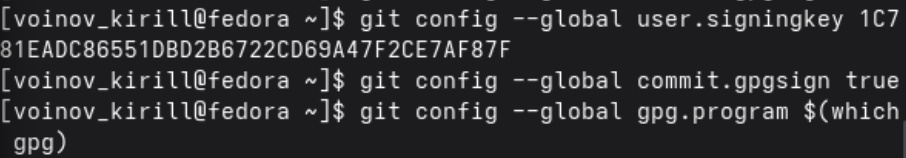 [voinov_kirill@fedora ~]$ git config --global user.signingkey 1C7
81EADC86551DBD2B6722CD69A47F2CE7AF87F
[voinov_kirill@fedora ~]$ git config --global commit.gpgsign true
[voinov_kirill@fedora ~]$ git config --global gpg.program $(which
 gpg)